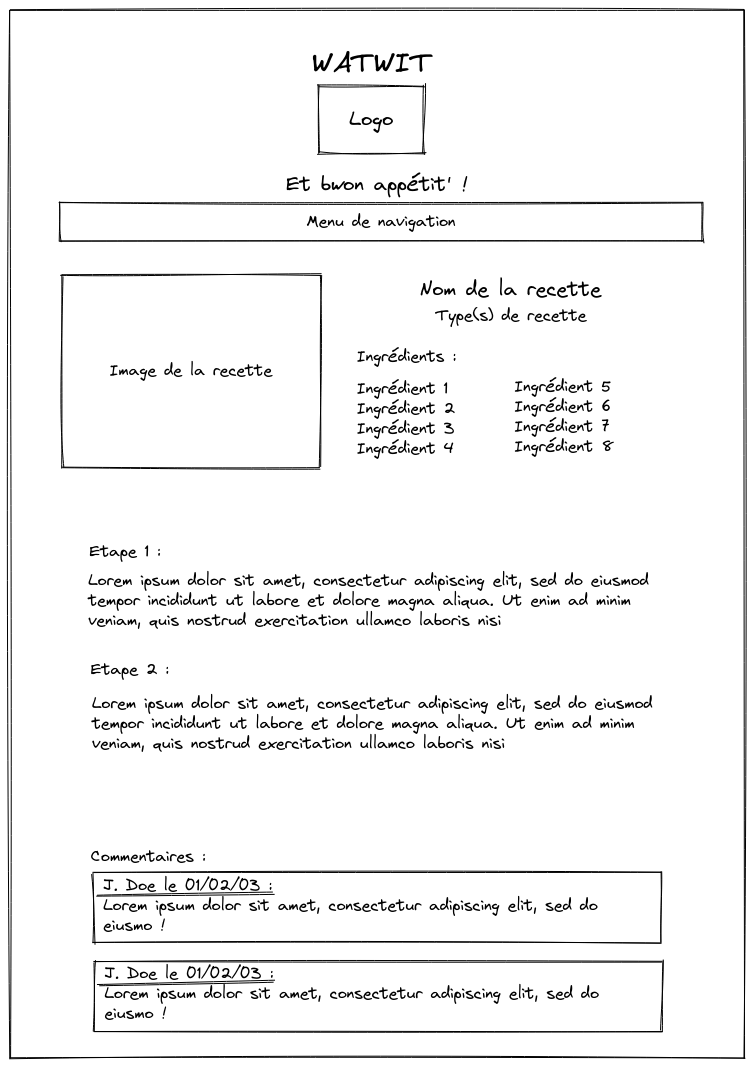 WATWIT
Logo
Et bwon appétit' !
Menu de navigation
Image de la recette
Nom de la recette
Type(s) de recette
Ingrédients :
Ingrédient 1
Ingrédient 2
Ingrédient 3
Ingrédient 4
Ingrédient 5
Ingrédient 6
Ingrédient 7
Ingrédient 8
Etape 1 :
Lorem ipsum dolor sit amet, consectetur adipiscing elit, sed do eiusmod
tempor incididunt ut labore et dolore magna aliqua. Ut enim ad minim
veniam, quis nostrud exercitation ullamco laboris nisi
Etape 2 :
Lorem ipsum dolor sit amet, consectetur adipiscing elit, sed do eiusmod
tempor incididunt ut labore et dolore magna aliqua. Ut enim ad minim
veniam, quis nostrud exercitation ullamco laboris nisi
Commentaires :
J. Doe le 01/02/03 :
Lorem ipsum dolor sit amet, consectetur adipiscing elit, sed do
eiusmo !
J. Doe le 01/02/03 :
Lorem ipsum dolor sit amet, consectetur adipiscing elit, sed do
eiusmo !